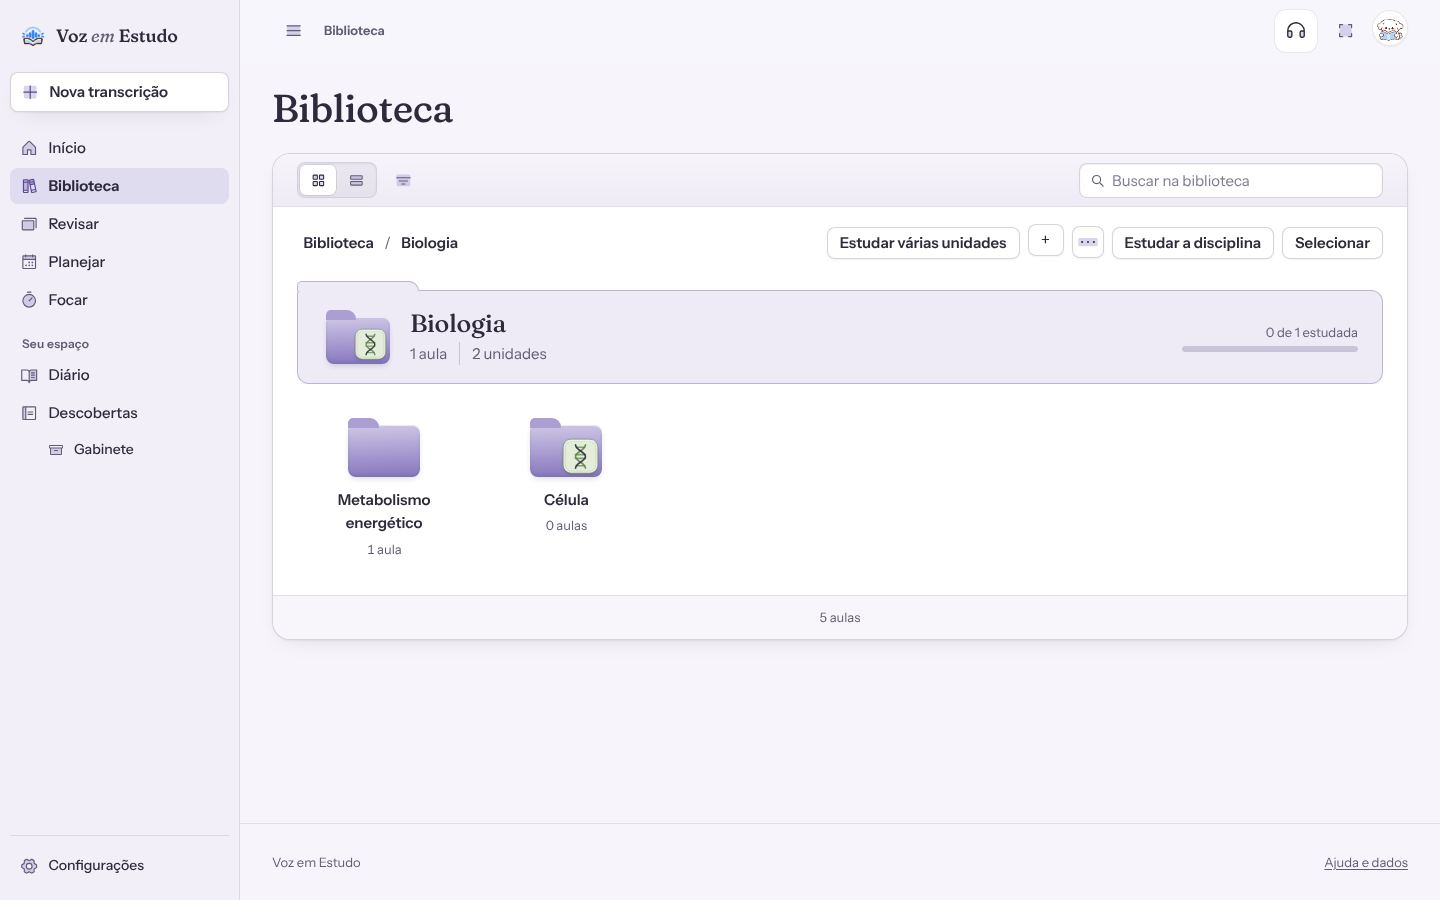 Voz em Estudo
Nova transcrição
Início
Biblioteca
Revisar
Planejar
Focar
Seu espaço
Diário
Descobertas
Gabinete
Configurações
Biblioteca
Biblioteca
Buscar na biblioteca
Biblioteca / Biologia
Estudar várias unidades
+
...
Estudar a disciplina
Selecionar
Biologia
1 aula
2 unidades
0 de 1 estudada
Metabolismo
energético
1 aula
Célula
0 aulas
5 aulas
Voz em Estudo
Ajuda e dados